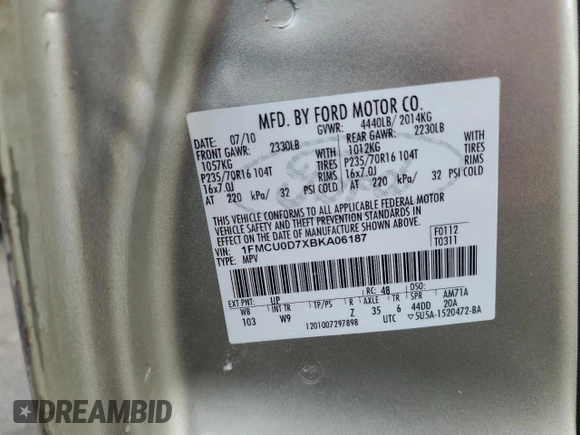 MFD. BY FORD MOTOR CO.
DATE: 07/10 GVWR: 4440LB/ 2014KG
FRONT GAWR: 2330LB REAR GAWR: 2230LB
1057KG WITH 1012KG WITH
P235/70R16 104T TIRES P235/70R16 104T TIRES
16x7.0J RIMS 16x7.0J RIMS
AT 220 kPa/ 32 PSI COLD AT 220 kPa/ 32 PSI COLD
THIS VEHICLE CONFORMS TO ALL APPLICABLE FEDERAL MOTOR
VEHICLE SAFETY AND THEFT PREVENTION STANDARDS IN
EFFECT ON THE DATE OF MANUFACTURE SHOWN ABOVE.
VIN: 1FMCU0D7XBKA06187 F0112
TYPE: MPV T0311
EXT PNT: UP RC: 48 DSO:
WB INT TR TP/PS R AXLE TR SPR AM71A
103 W9 Z 35 6 44DD 20A
1201007297898 UTC 5U5A-1520472-BA
DREAMBID